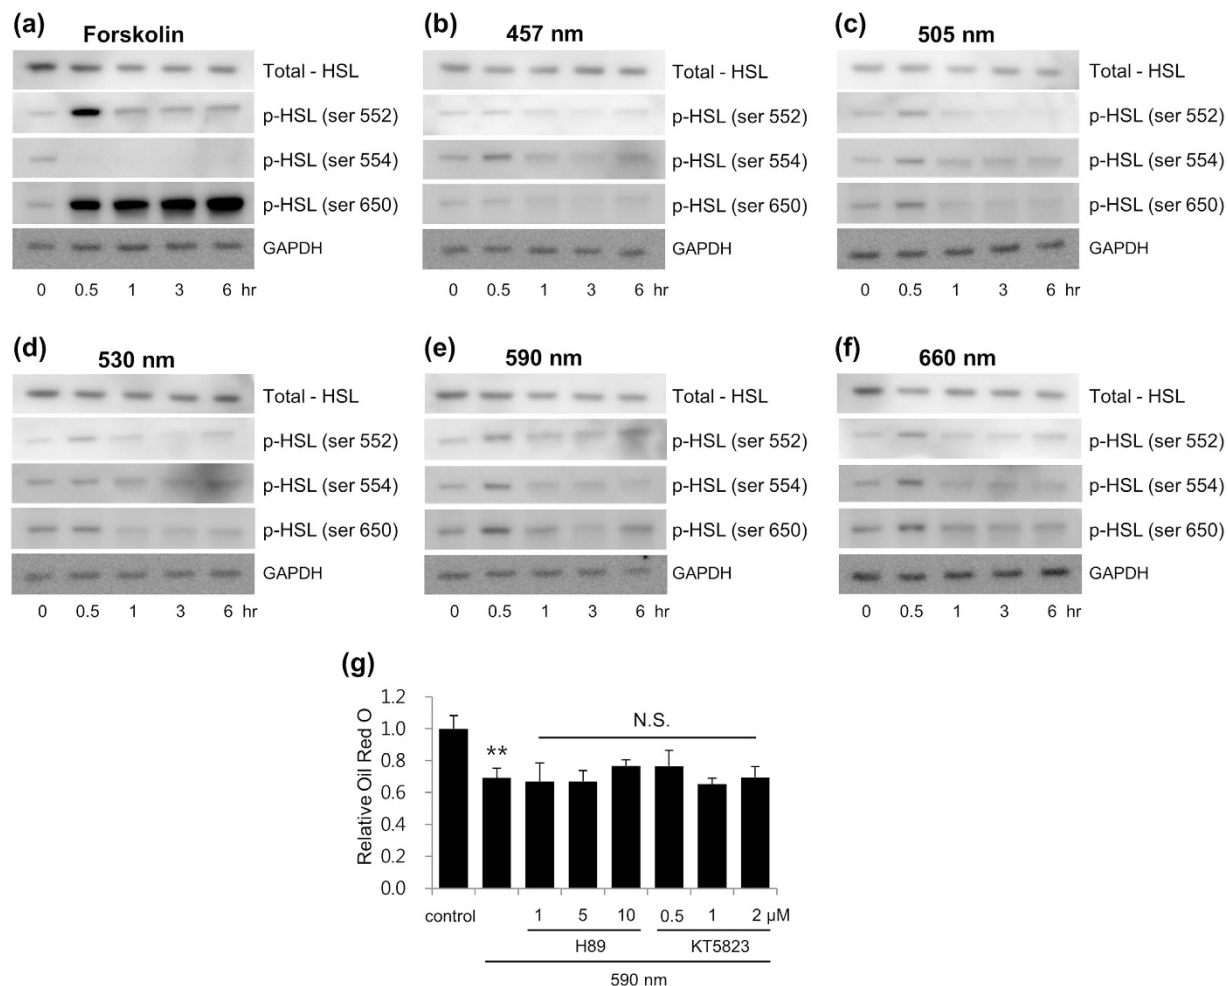 (a) Forskolin
Total - HSL
p-HSL (ser 552)
p-HSL (ser 554)
p-HSL (ser 650)
GAPDH
0 0.5 1 3 6 hr
(b) 457 nm
Total - HSL
p-HSL (ser 552)
p-HSL (ser 554)
p-HSL (ser 650)
GAPDH
0 0.5 1 3 6 hr
(c) 505 nm
Total - HSL
p-HSL (ser 552)
p-HSL (ser 554)
p-HSL (ser 650)
GAPDH
0 0.5 1 3 6 hr
(d) 530 nm
Total - HSL
p-HSL (ser 552)
p-HSL (ser 554)
p-HSL (ser 650)
GAPDH
0 0.5 1 3 6 hr
(e) 590 nm
Total - HSL
p-HSL (ser 552)
p-HSL (ser 554)
p-HSL (ser 650)
GAPDH
0 0.5 1 3 6 hr
(f) 660 nm
Total - HSL
p-HSL (ser 552)
p-HSL (ser 554)
p-HSL (ser 650)
GAPDH
0 0.5 1 3 6 hr
(g)
Relative Oil Red O
1.2
1.0
0.8
0.6
0.4
0.2
0.0
**
N.S.
control 1 5 10 0.5 1 2 µM
H89 KT5823
590 nm